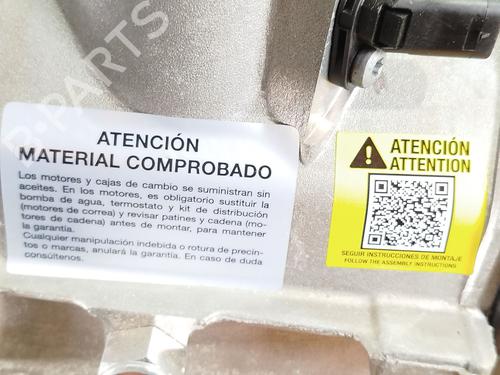 B-PARTS
ATENCIÓN
MATERIAL COMPROBADO
Los motores y cajas de cambio se suministran sin
aceites. En los motores, es obligatorio sustituir la
bomba de agua, termostato y kit de distribución
(motores de correa) y revisar patines y cadena (mo-
tores de cadena) antes de montar, para mantener
la garantía.
Cualquier manipulación indebida o rotura de precin-
tos o marcas, anulará la garantía. En caso de duda
consúltenos.
ATENCIÓN
ATTENTION
SEGUIR INSTRUCCIONES DE MONTAJE
FOLLOW THE ASSEMBLY INSTRUCTIONS